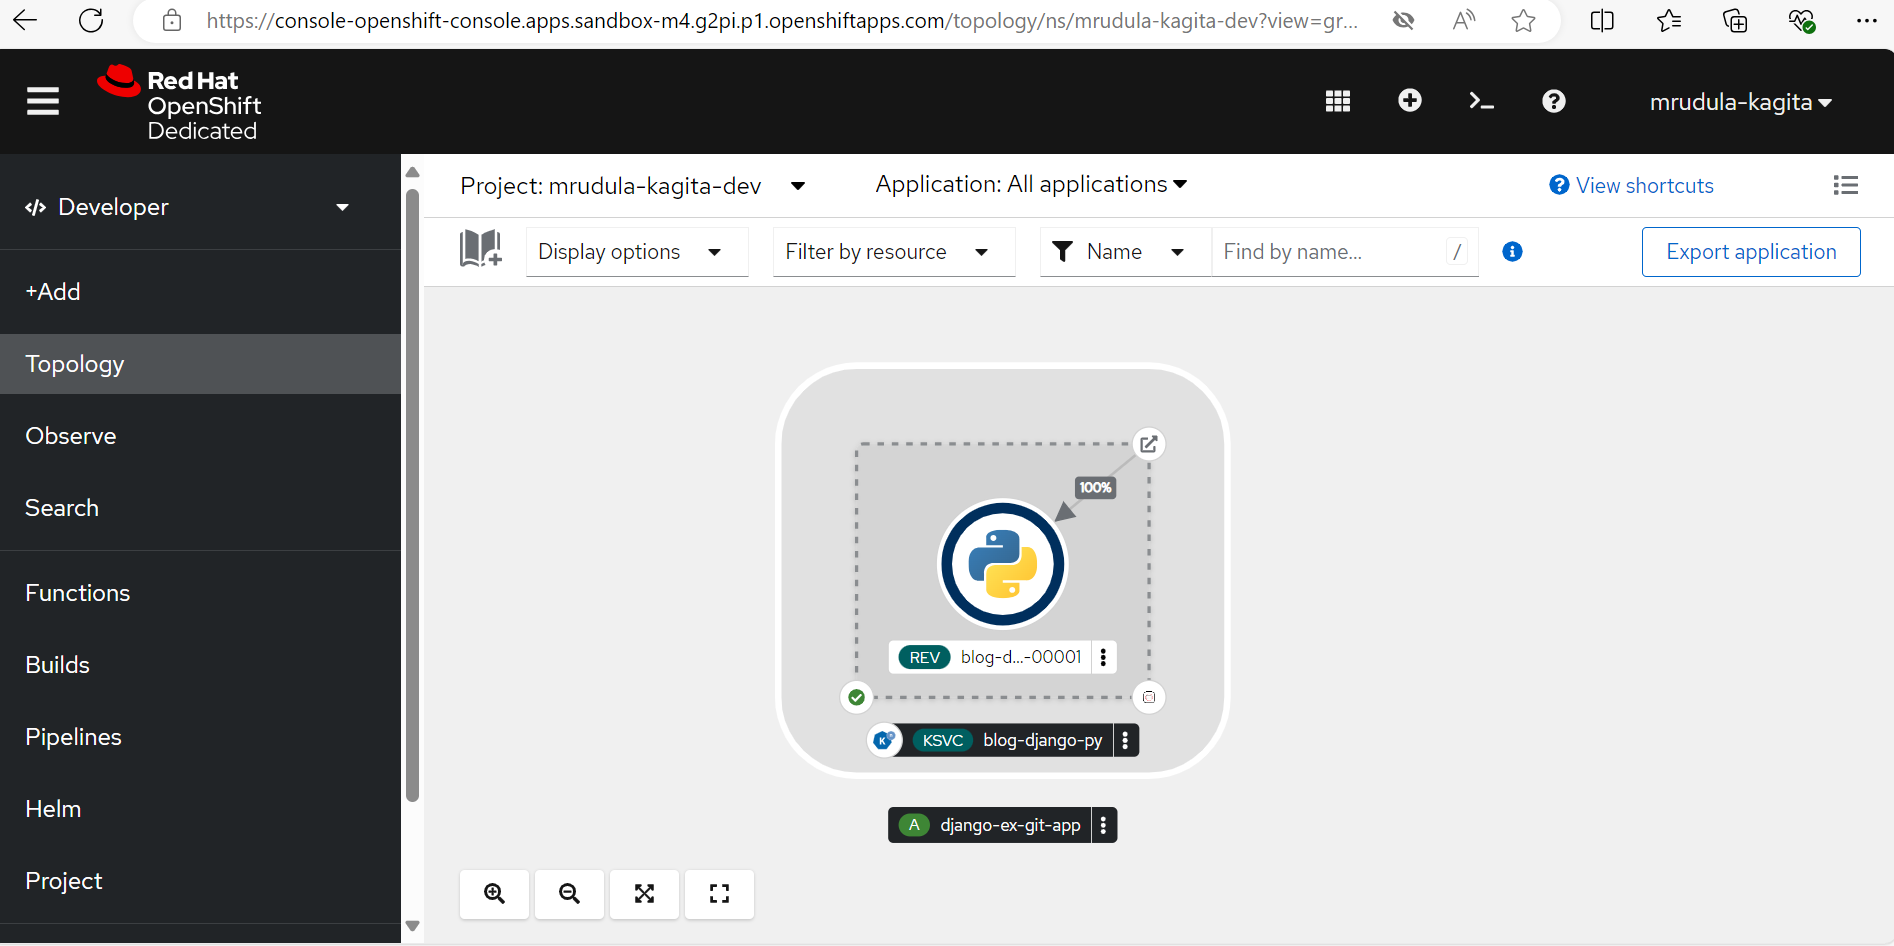 https://console-openshift-console.apps.sandbox-m4.g2pi.p1.openshiftapps.com/topology/ns/mrudula-kagita-dev?view=gr...
Red Hat
OpenShift
Dedicated
mrudula-kagita
Developer
+Add
Topology
Observe
Search
Functions
Builds
Pipelines
Helm
Project
Project: mrudula-kagita-dev
Application: All applications
View shortcuts
Display options
Filter by resource
Name
Find by name...
/
Export application
100%
REV blog-d...-00001
KSVC blog-django-py
A django-ex-git-app